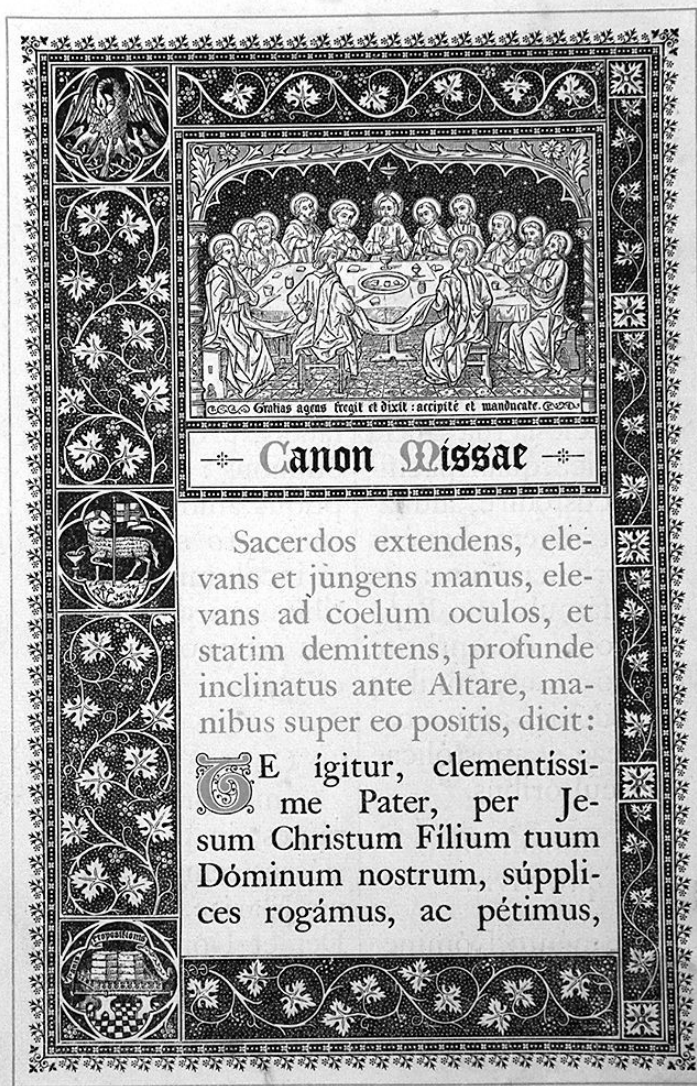 Gratias agens fregit et dixit : accipite et manducate.
Canon Missae
Sacerdos extendens, ele-
vans et jungens manus, ele-
vans ad coelum oculos, et
statim demittens, profunde
inclinatus ante Altare, ma-
nibus super eo positis, dicit:
TE ígitur, clementíssi-
me Pater, per Je-
sum Christum Fílium tuum
Dóminum nostrum, súppli-
ces rogámus, ac pétimus,
Propositionis